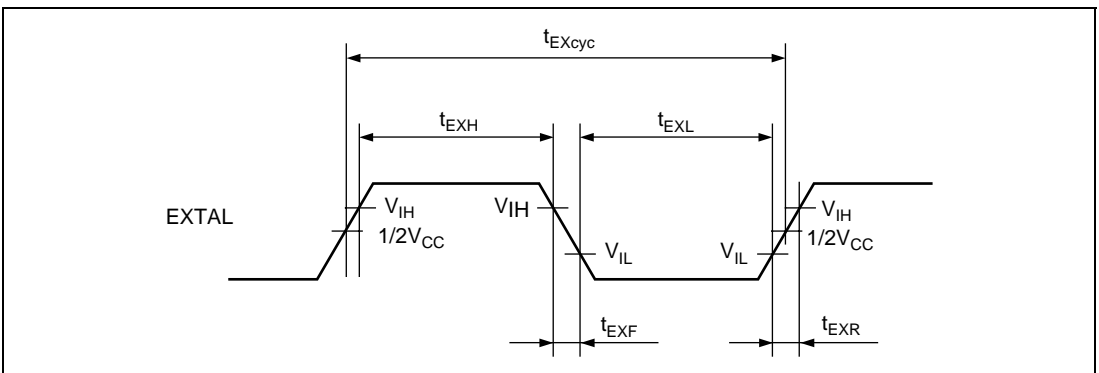 tEXcyc
tEXH
tEXL
EXTAL
VIH
1/2VCC
VIH
VIL
VIL
VIH
1/2VCC
tEXF
tEXR